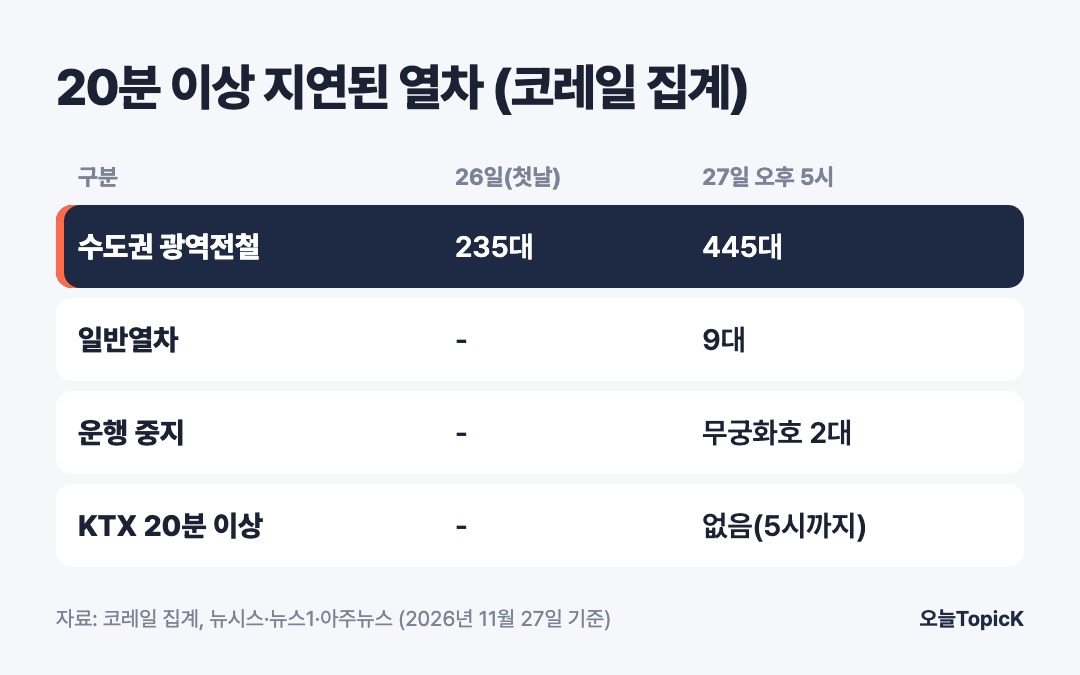 20분 이상 지연된 열차 (코레일 집계)
구분 26일(첫날) 27일 오후 5시
수도권 광역전철 235대 445대
일반열차 - 9대
운행 중지 - 무궁화호 2대
KTX 20분 이상 - 없음(5시까지)
자료: 코레일 집계, 뉴시스·뉴스1·아주뉴스 (2026년 11월 27일 기준) 오늘TopicK